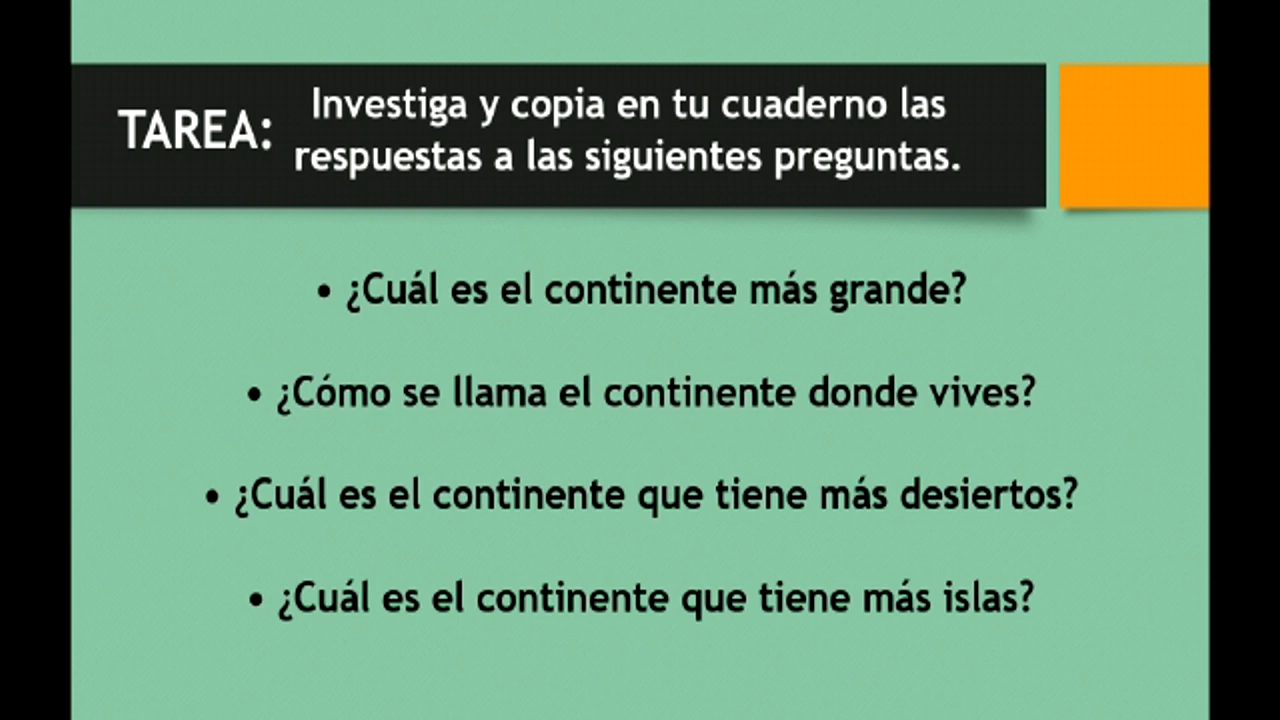 TAREA:
Investiga y copia en tu cuaderno las
respuestas a las siguientes preguntas.
• ¿Cuál es el continente más grande?
• ¿Cómo se llama el continente donde vives?
• ¿Cuál es el continente que tiene más desiertos?
• ¿Cuál es el continente que tiene más islas?